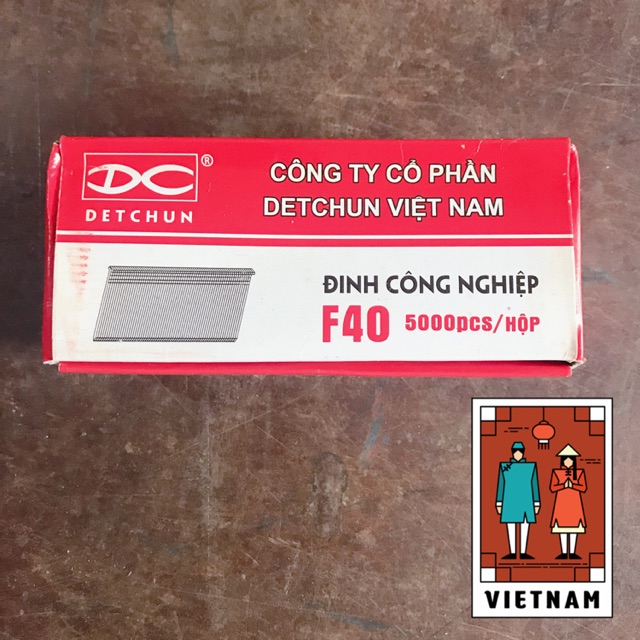 DC®
DETCHUN
CÔNG TY CỔ PHẦN
DETCHUN VIỆT NAM
ĐINH CÔNG NGHIỆP
F40 5000pcs/HỘP
VIETNAM